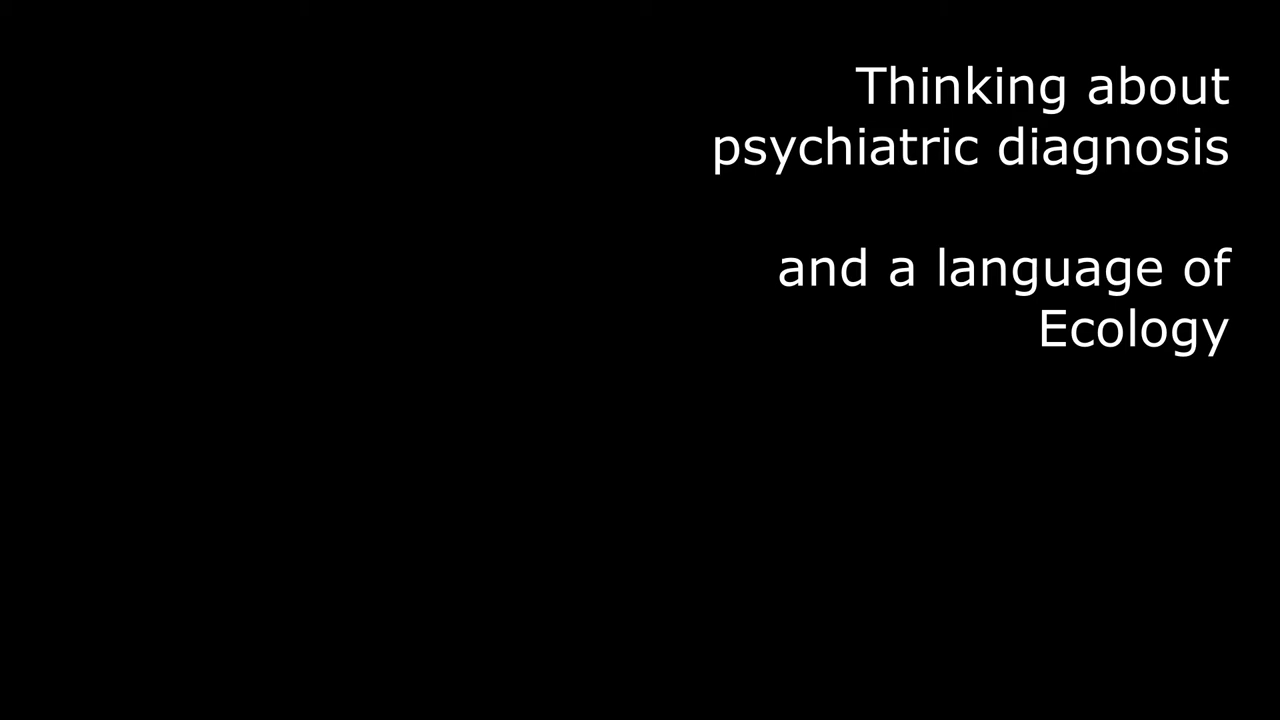 Thinking about
psychiatric diagnosis
and a language of
Ecology